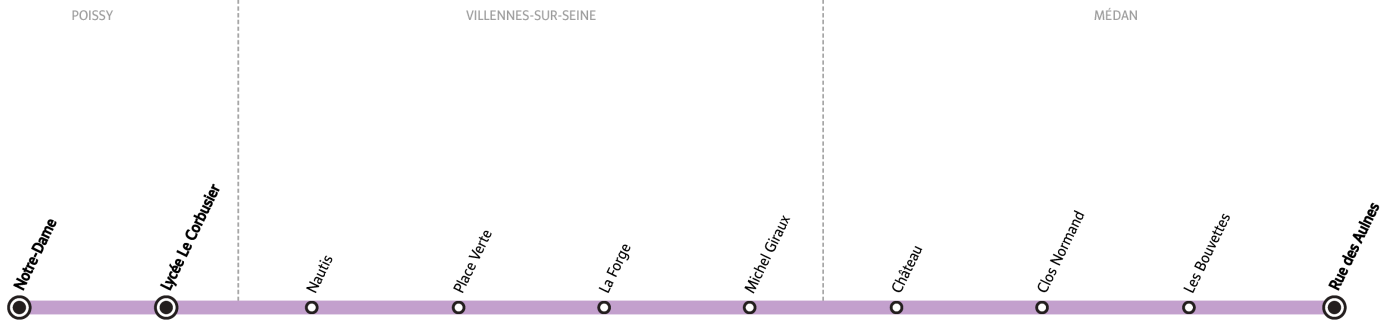 POISSY
VILLENNES-SUR-SEINE
MÉDAN
Notre-Dame
Lycée Le Corbusier
Nautis
Place Verte
La Forge
Michel Giraux
Château
Clos Normand
Les Bouvettes
Rue des Aulnes